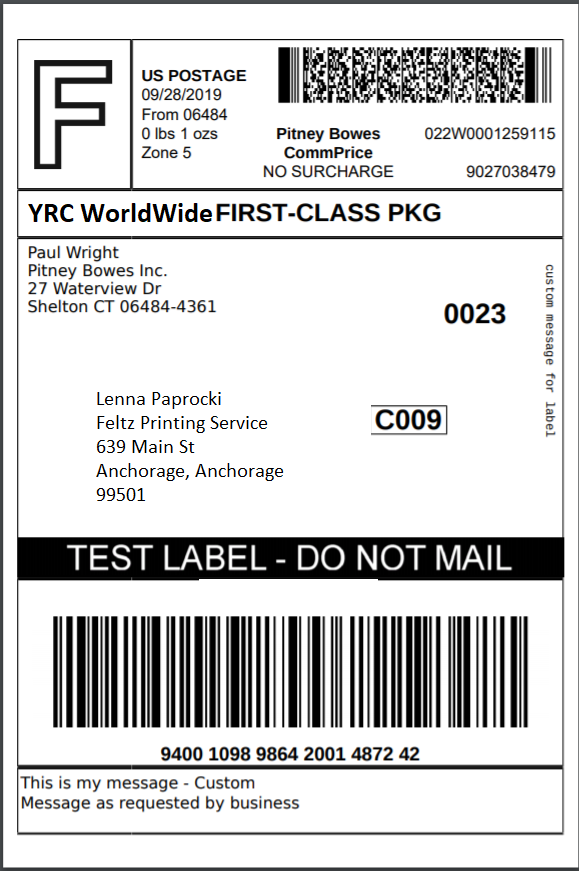 F
US POSTAGE
09/28/2019
From 06484
0 lbs 1 ozs
Zone 5
Pitney Bowes
CommPrice
NO SURCHARGE
022W0001259115
9027038479
YRC WorldWide FIRST-CLASS PKG
Paul Wright
Pitney Bowes Inc.
27 Waterview Dr
Shelton CT 06484-4361
0023
custom message for label
Lenna Paprocki
Feltz Printing Service
639 Main St
Anchorage, Anchorage
99501
C009
TEST LABEL - DO NOT MAIL
9400 1098 9864 2001 4872 42
This is my message - Custom
Message as requested by business